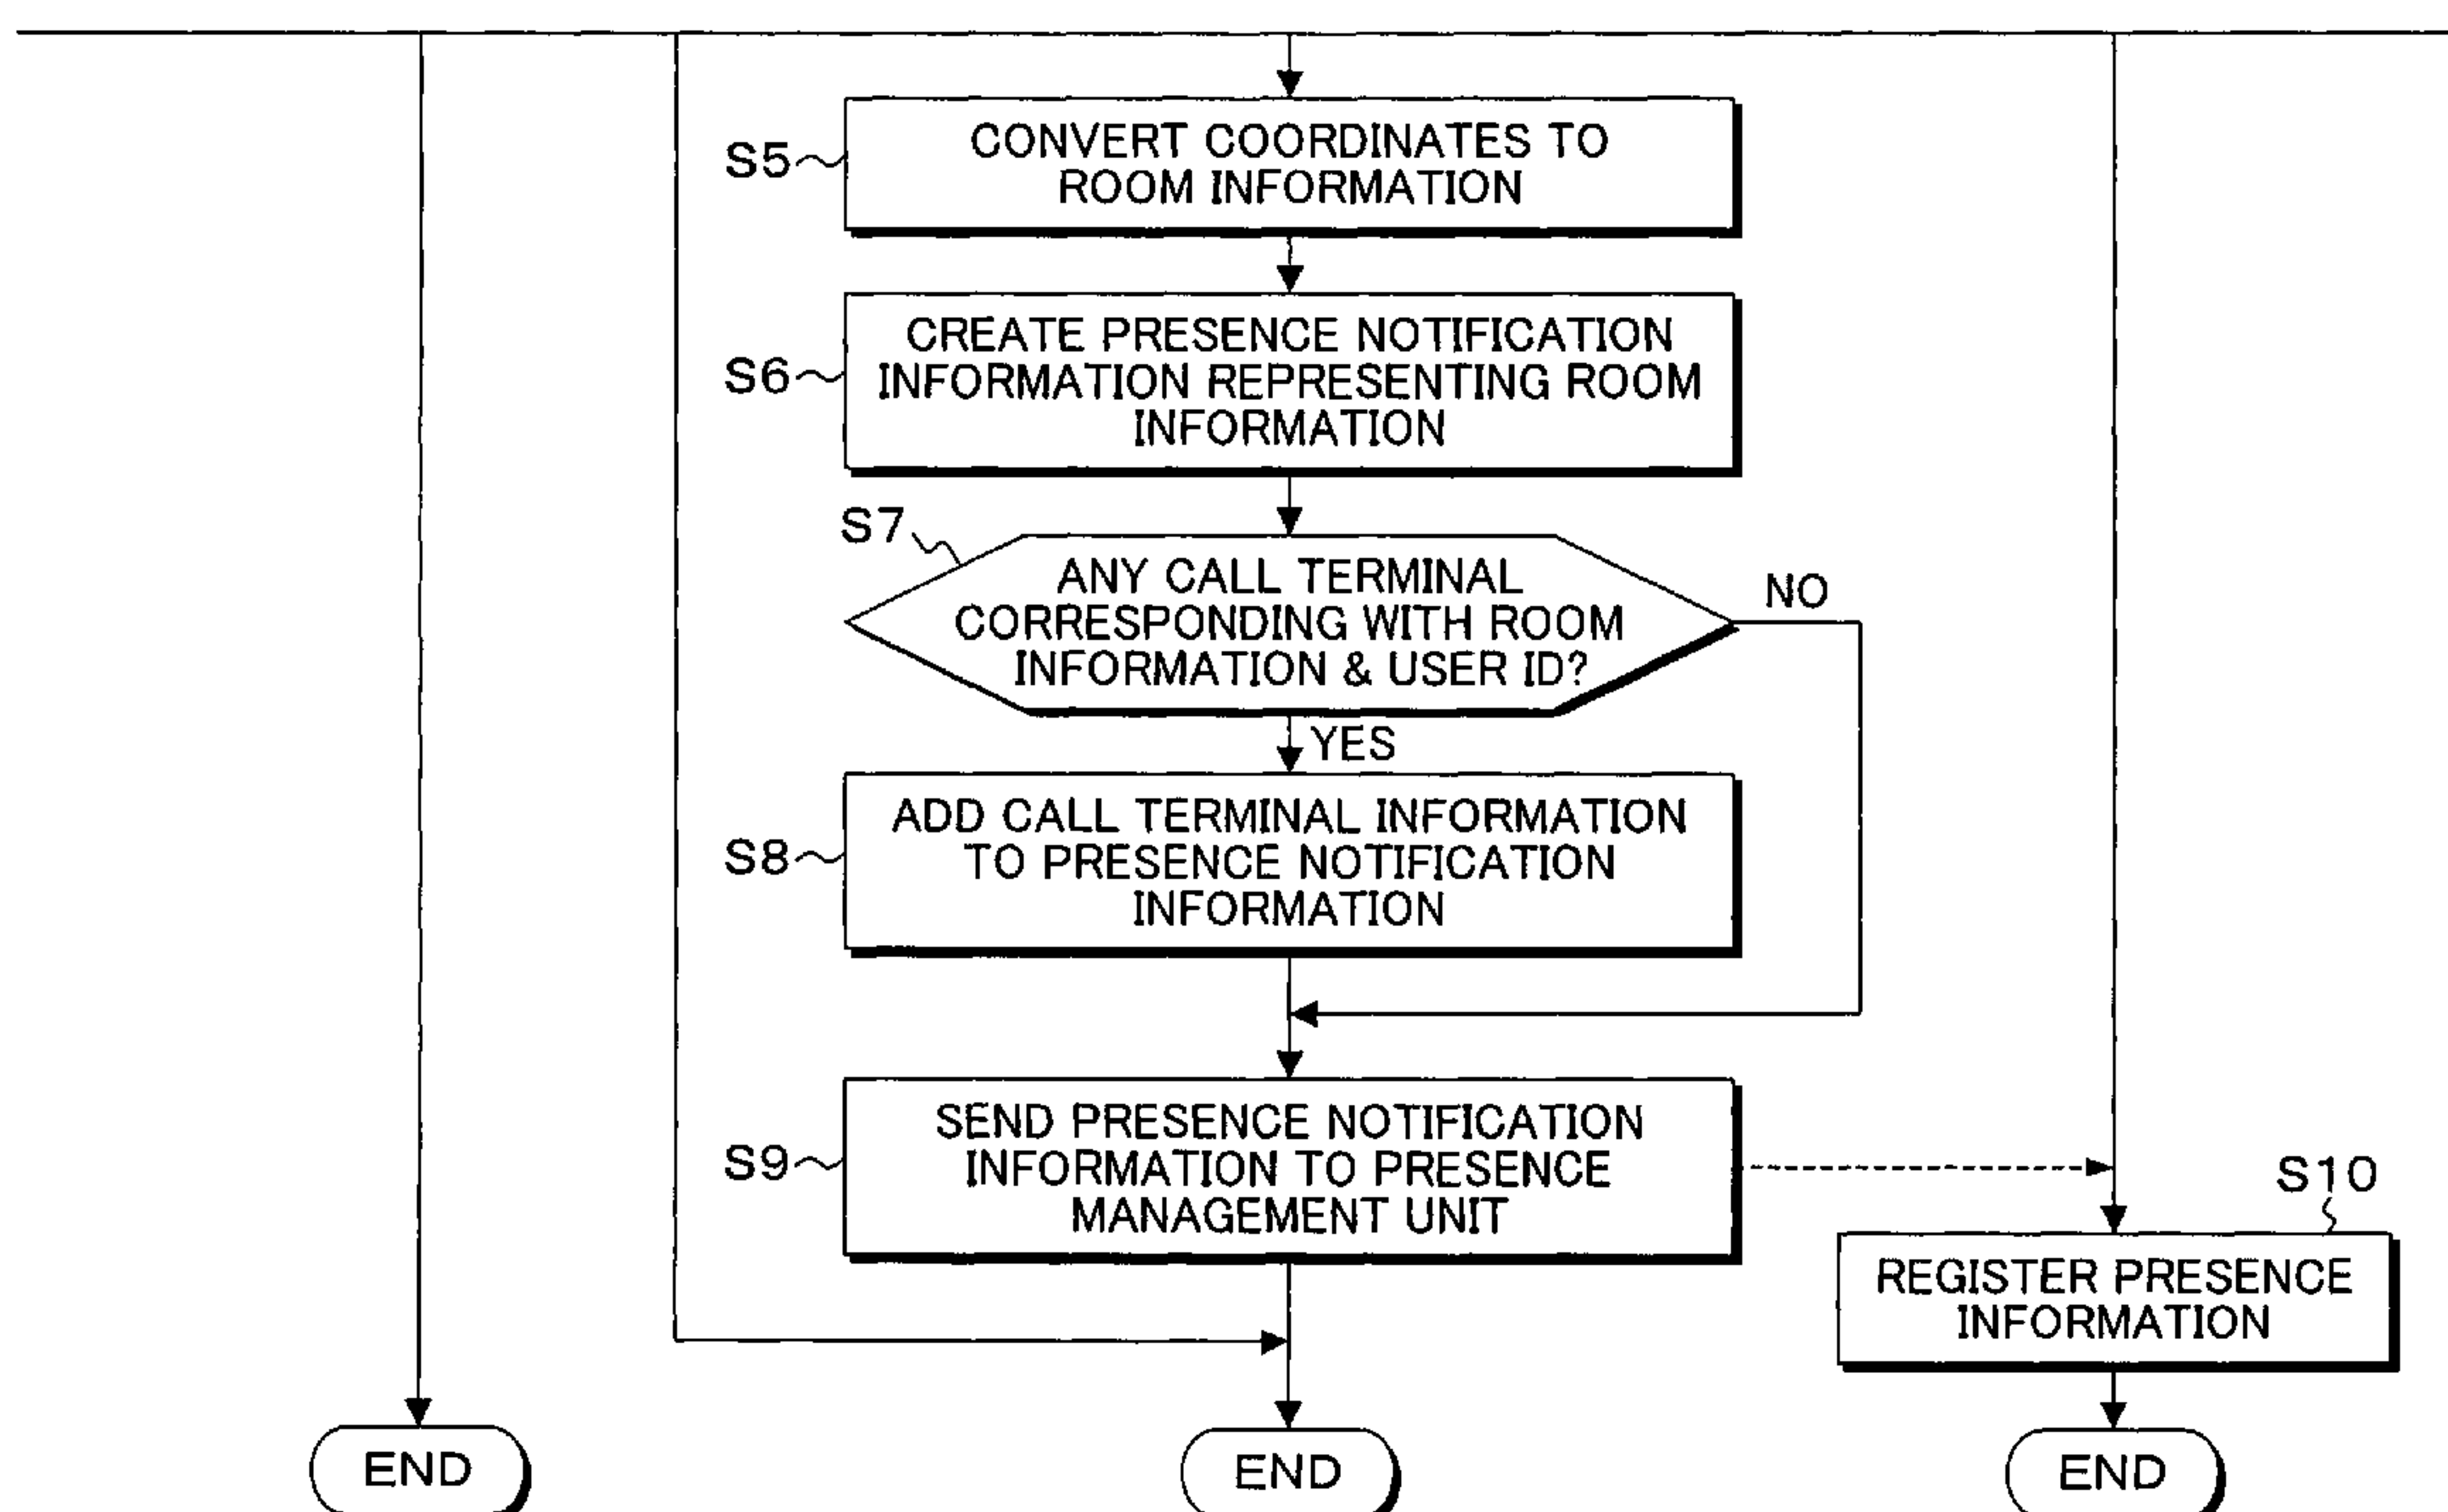 S5
CONVERT COORDINATES TO
ROOM INFORMATION
S6
CREATE PRESENCE NOTIFICATION
INFORMATION REPRESENTING ROOM
INFORMATION
S7
ANY CALL TERMINAL
CORRESPONDING WITH ROOM
INFORMATION & USER ID?
NO
YES
S8
ADD CALL TERMINAL INFORMATION
TO PRESENCE NOTIFICATION
INFORMATION
S9
SEND PRESENCE NOTIFICATION
INFORMATION TO PRESENCE
MANAGEMENT UNIT
S10
REGISTER PRESENCE
INFORMATION
END
END
END